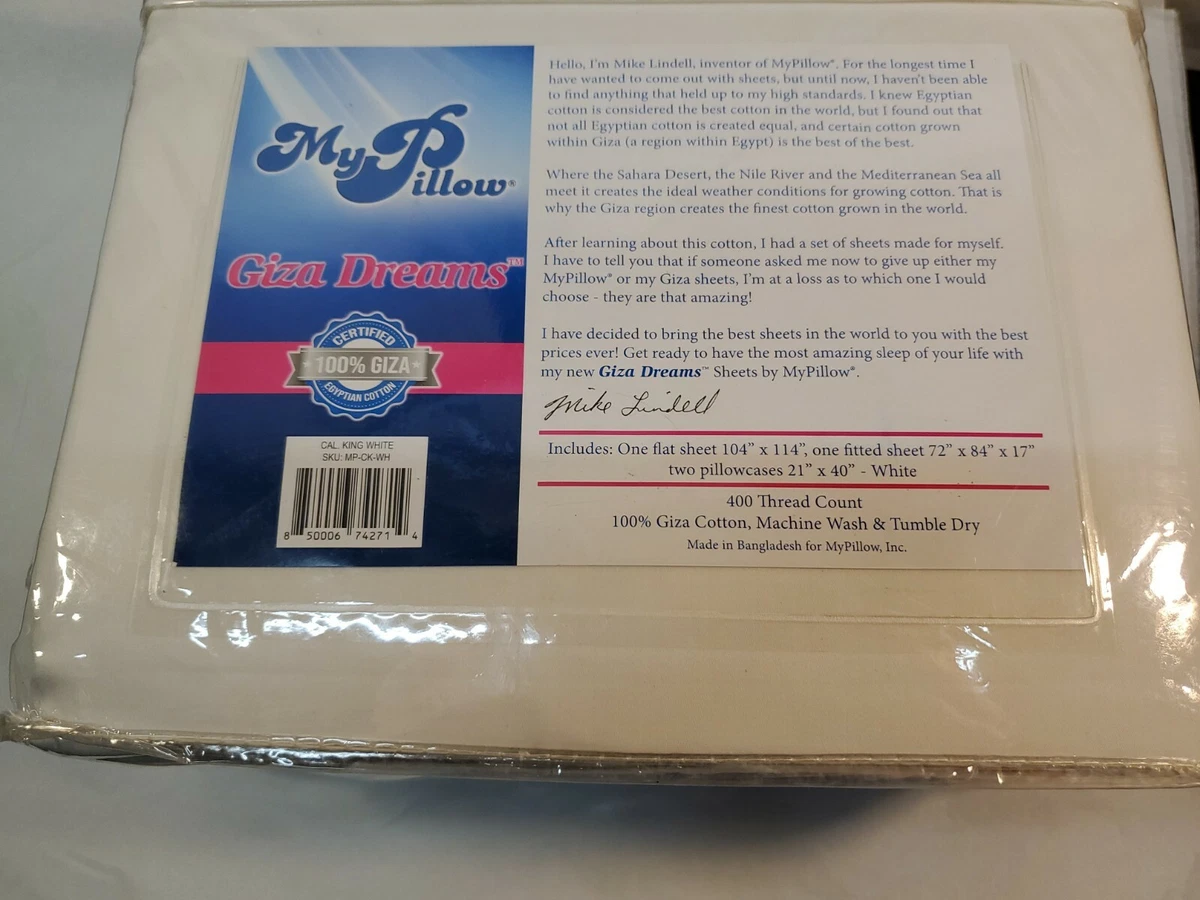 MyPillow®
Giza Dreams™
CERTIFIED
100% GIZA
EGYPTIAN COTTON
CAL. KING WHITE
SKU: MP-CK-WH
8 50006 74271 4
Hello, I'm Mike Lindell, inventor of MyPillow®. For the longest time I
have wanted to come out with sheets, but until now, I haven't been able
to find anything that held up to my high standards. I knew Egyptian
cotton is considered the best cotton in the world, but I found out that
not all Egyptian cotton is created equal, and certain cotton grown
within Giza (a region within Egypt) is the best of the best.
Where the Sahara Desert, the Nile River and the Mediterranean Sea all
meet it creates the ideal weather conditions for growing cotton. That is
why the Giza region creates the finest cotton grown in the world.
After learning about this cotton, I had a set of sheets made for myself.
I have to tell you that if someone asked me now to give up either my
MyPillow® or my Giza sheets, I'm at a loss as to which one I would
choose - they are that amazing!
I have decided to bring the best sheets in the world to you with the best
prices ever! Get ready to have the most amazing sleep of your life with
my new Giza Dreams™ Sheets by MyPillow®.
Mike Lindell
Includes: One flat sheet 104” x 114”, one fitted sheet 72” x 84” x 17”
two pillowcases 21” x 40” - White
400 Thread Count
100% Giza Cotton, Machine Wash & Tumble Dry
Made in Bangladesh for MyPillow, Inc.